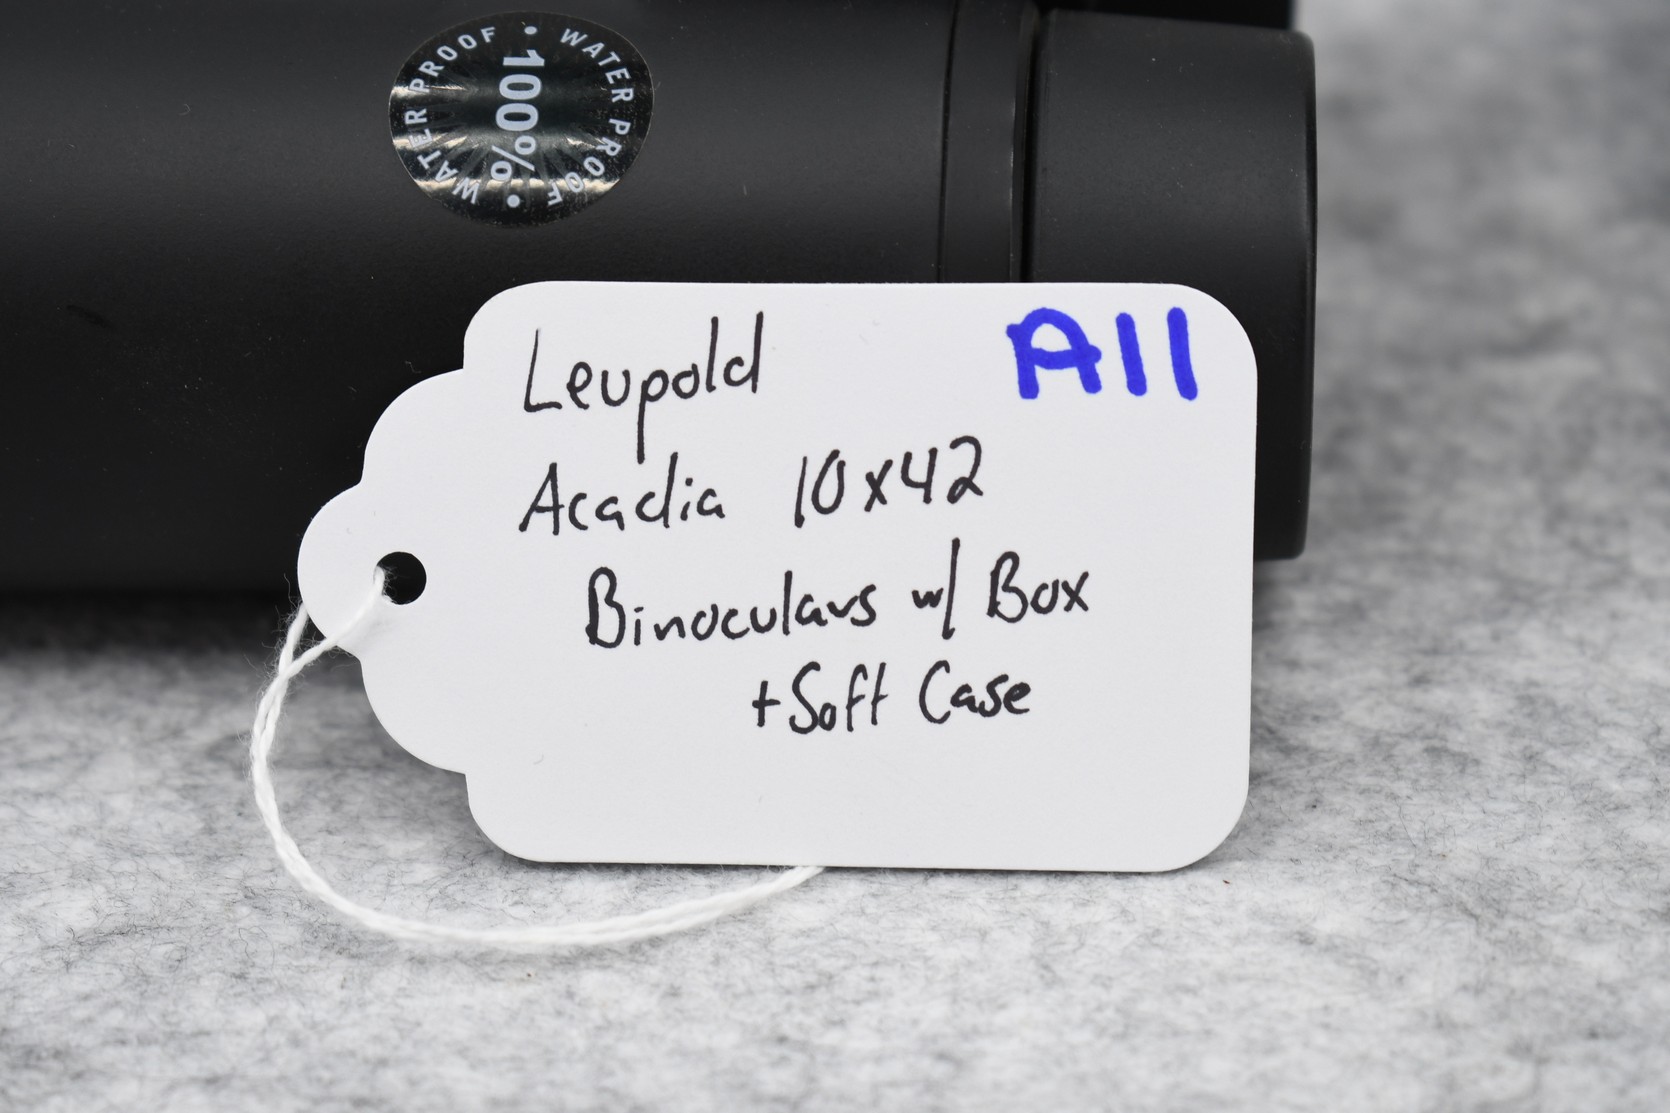 WATER PROOF • WATER PROOF •
100%
Leupold
A11
Acadia 10x42
Binoculars w/ Box
+ Soft Case